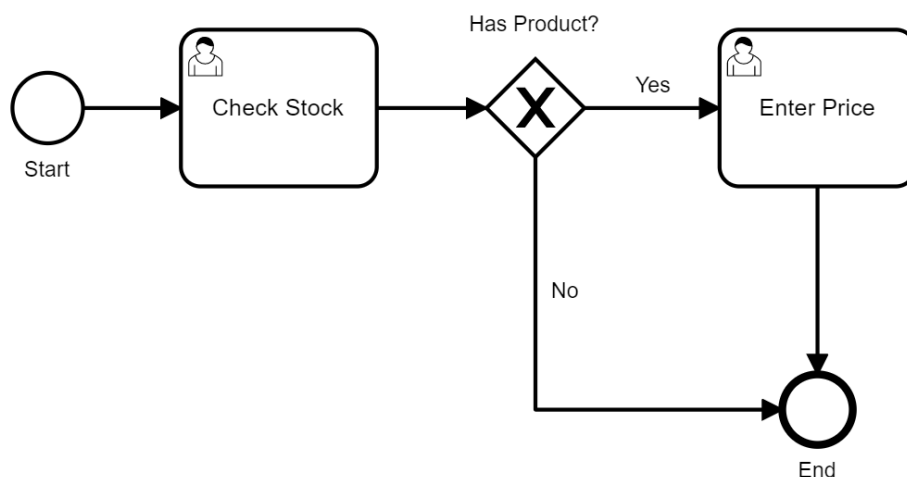 Has Product?
Check Stock
Yes
Enter Price
Start
No
End